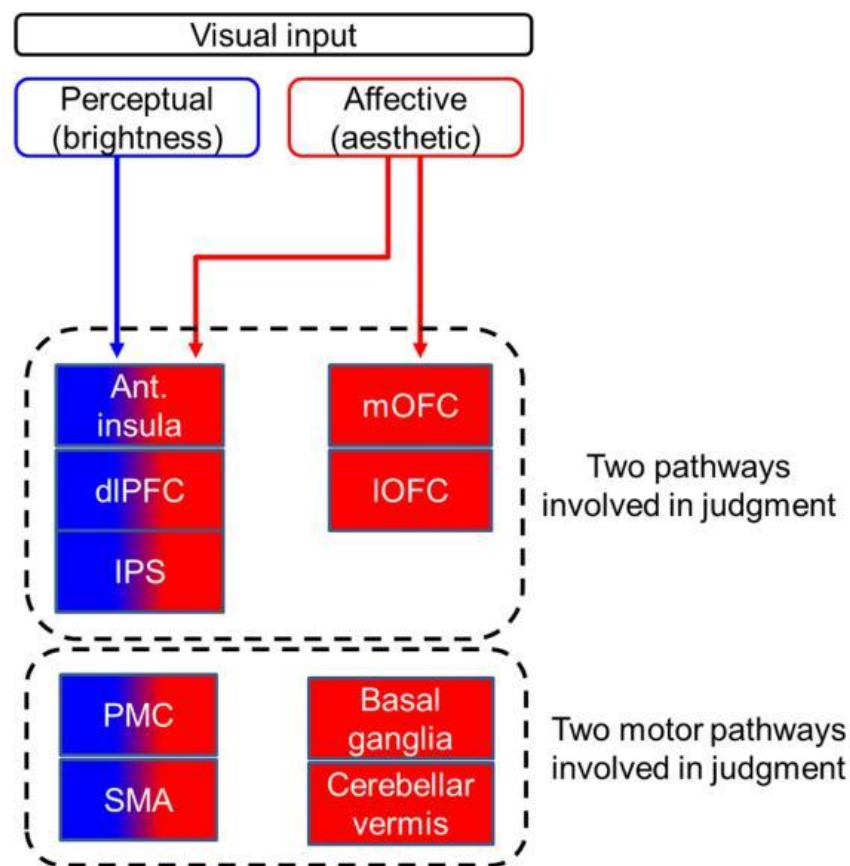 Visual input
Perceptual
(brightness)
Affective
(aesthetic)
Ant.
insula
mOFC
dlPFC
lOFC
IPS
Two pathways
involved in judgment
PMC
Basal
ganglia
SMA
Cerebellar
vermis
Two motor pathways
involved in judgment